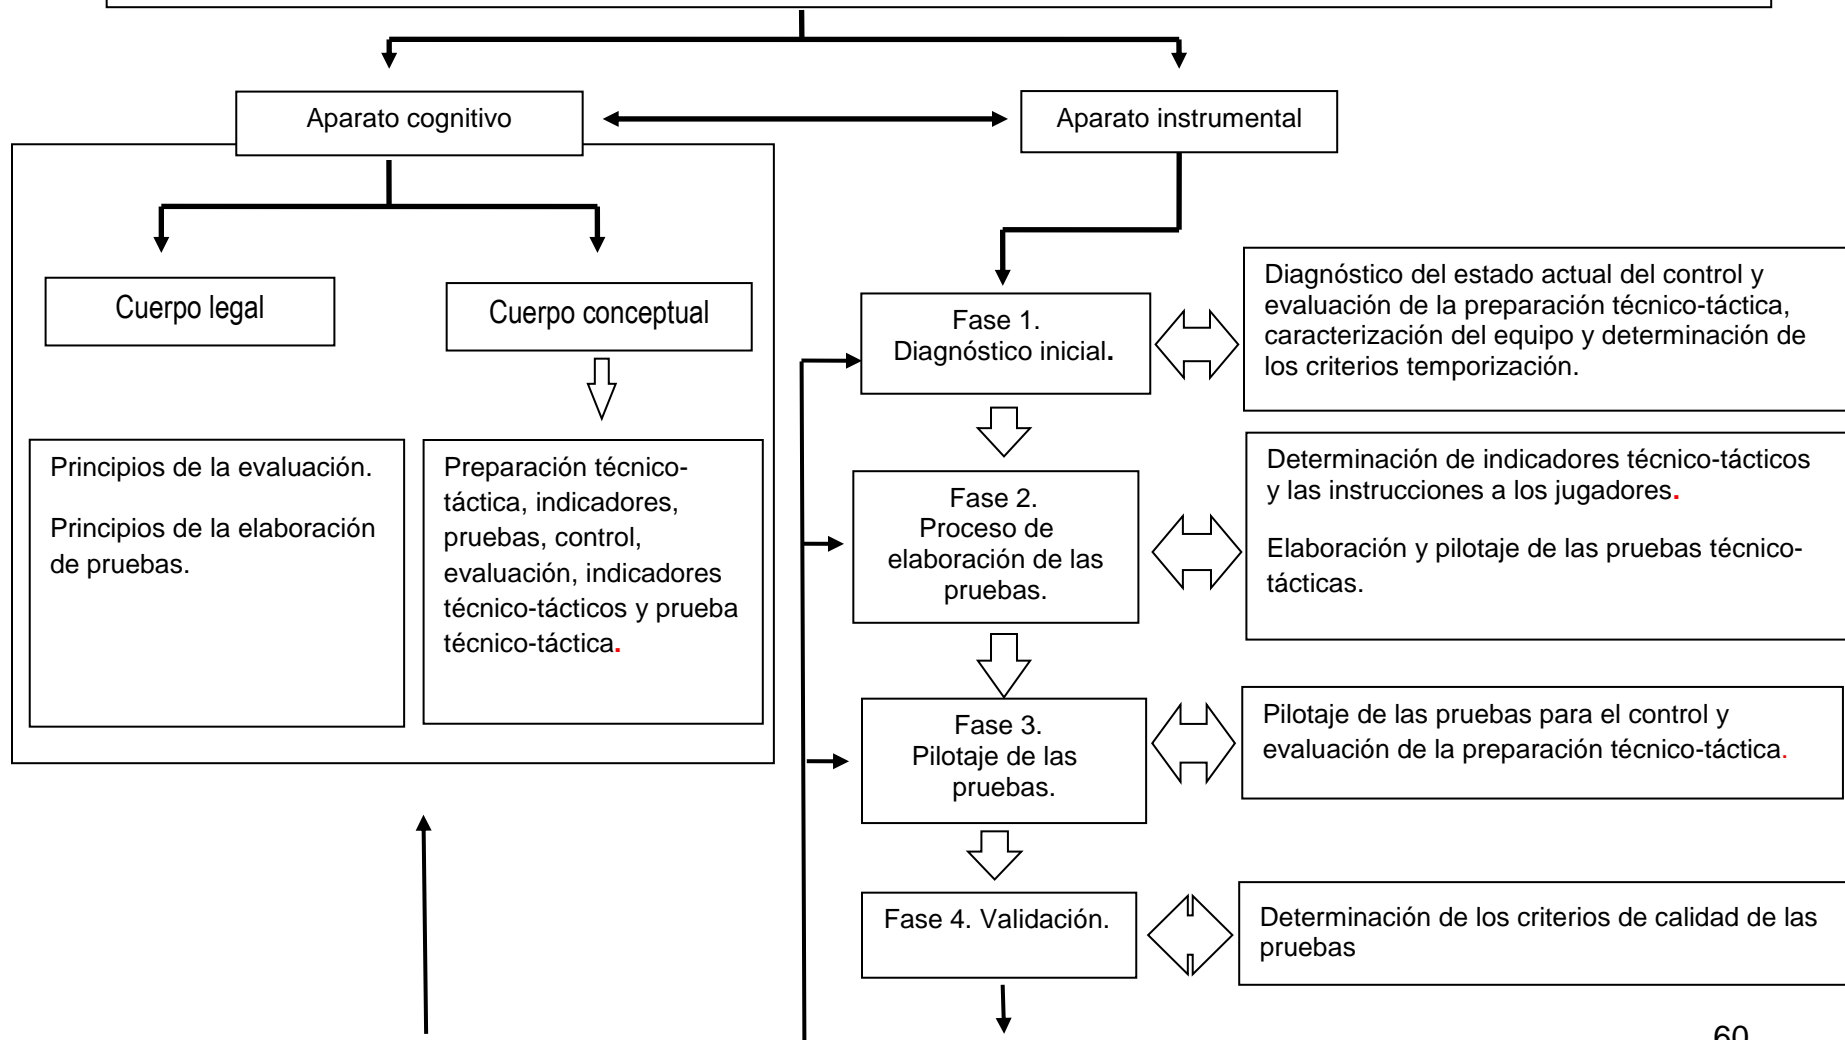 Aparato cognitivo
Aparato instrumental
Cuerpo legal
Cuerpo conceptual
Principios de la evaluación.
Principios de la elaboración
de pruebas.
Preparación técnico-
táctica, indicadores,
pruebas, control,
evaluación, indicadores
técnico-tácticos y prueba
técnico-táctica.
Fase 1.
Diagnóstico inicial.
Diagnóstico del estado actual del control y
evaluación de la preparación técnico-táctica,
caracterización del equipo y determinación de
los criterios temporización.
Fase 2.
Proceso de
elaboración de las
pruebas.
Determinación de indicadores técnico-tácticos
y las instrucciones a los jugadores.
Elaboración y pilotaje de las pruebas técnico-
tácticas.
Fase 3.
Pilotaje de las
pruebas.
Pilotaje de las pruebas para el control y
evaluación de la preparación técnico-táctica.
Fase 4. Validación.
Determinación de los criterios de calidad de las
pruebas
60